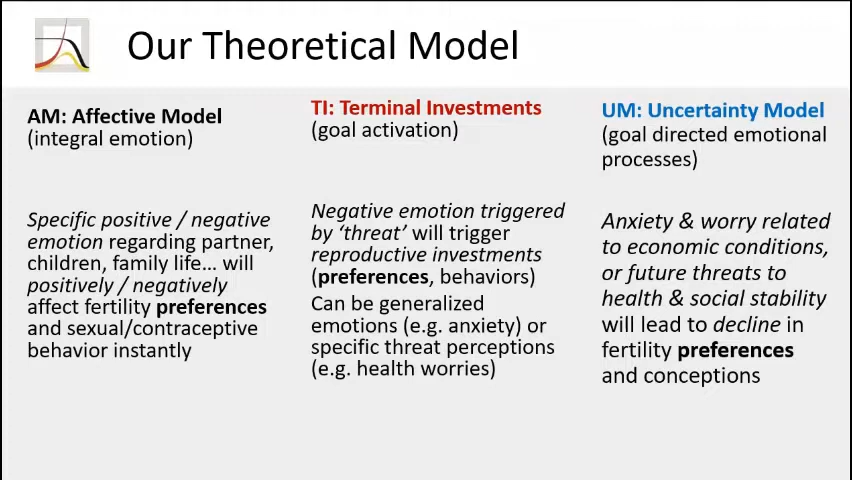 Our Theoretical Model
AM: Affective Model
(integral emotion)
Specific positive / negative
emotion regarding partner,
children, family life… will
positively / negatively
affect fertility preferences
and sexual/contraceptive
behavior instantly
TI: Terminal Investments
(goal activation)
Negative emotion triggered
by ‘threat’ will trigger
reproductive investments
(preferences, behaviors)
Can be generalized
emotions (e.g. anxiety) or
specific threat perceptions
(e.g. health worries)
UM: Uncertainty Model
(goal directed emotional
processes)
Anxiety & worry related
to economic conditions,
or future threats to
health & social stability
will lead to decline in
fertility preferences
and conceptions